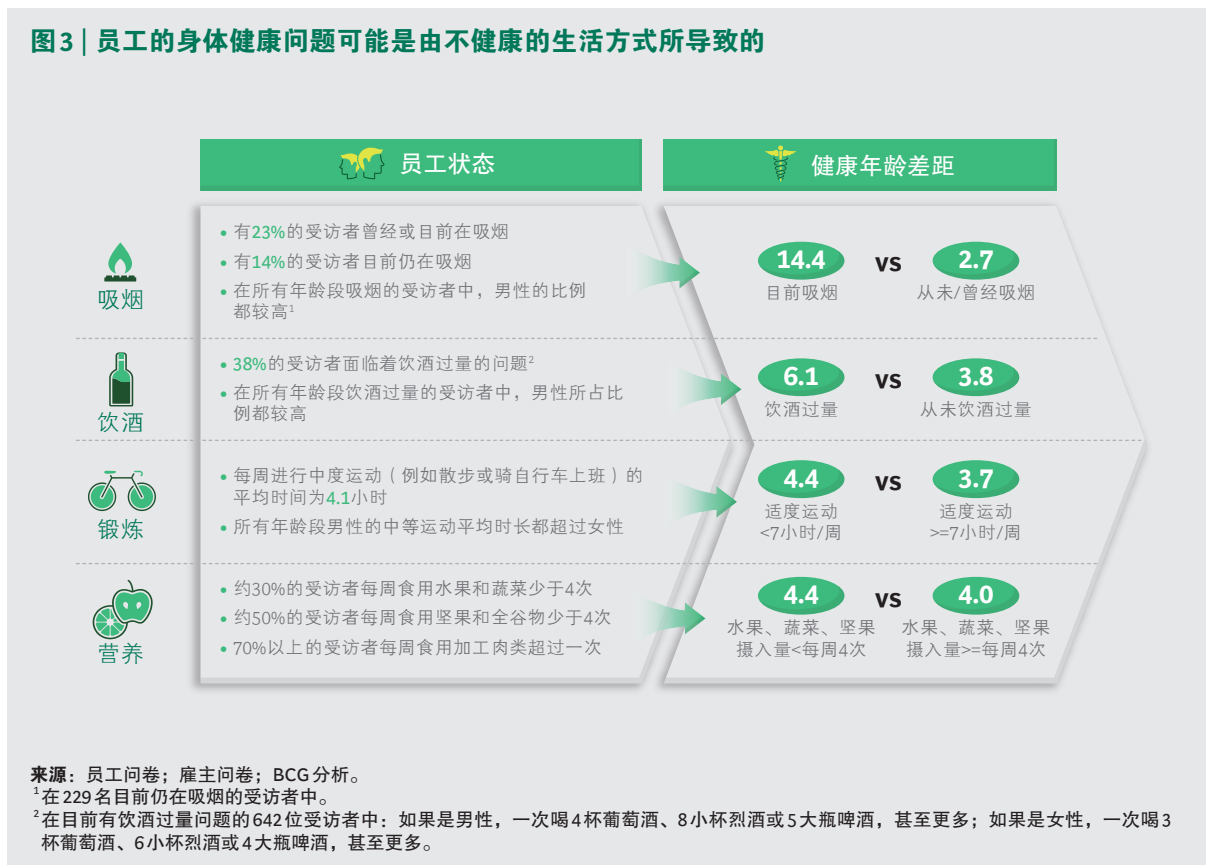 图3 | 员工的身体健康问题可能是由不健康的生活方式所导致的
员工状态
健康年龄差距
吸烟
• 有23%的受访者曾经或目前在吸烟
• 有14%的受访者目前仍在吸烟
• 在所有年龄段吸烟的受访者中，男性的比例
都较高¹
14.4 vs 2.7
目前吸烟 从未/曾经吸烟
饮酒
• 38%的受访者面临着饮酒过量的问题²
• 在所有年龄段饮酒过量的受访者中，男性所占比
例都较高
6.1 vs 3.8
饮酒过量 从未饮酒过量
锻炼
• 每周进行中度运动（例如散步或骑自行车上班）的
平均时间为4.1小时
• 所有年龄段男性的中等运动平均时长都超过女性
4.4 vs 3.7
适度运动 适度运动
<7小时/周 >=7小时/周
营养
• 约30%的受访者每周食用水果和蔬菜少于4次
• 约50%的受访者每周食用坚果和全谷物少于4次
• 70%以上的受访者每周食用加工肉类超过一次
4.4 vs 4.0
水果、蔬菜、坚果 水果、蔬菜、坚果
摄入量<每周4次 摄入量>=每周4次
来源：员工问卷；雇主问卷；BCG分析。
¹在229名目前仍在吸烟的受访者中。
²在目前有饮酒过量问题的642位受访者中：如果是男性，一次喝4杯葡萄酒、8小杯烈酒或5大瓶啤酒，甚至更多；如果是女性，一次喝3
杯葡萄酒、6小杯烈酒或4大瓶啤酒，甚至更多。